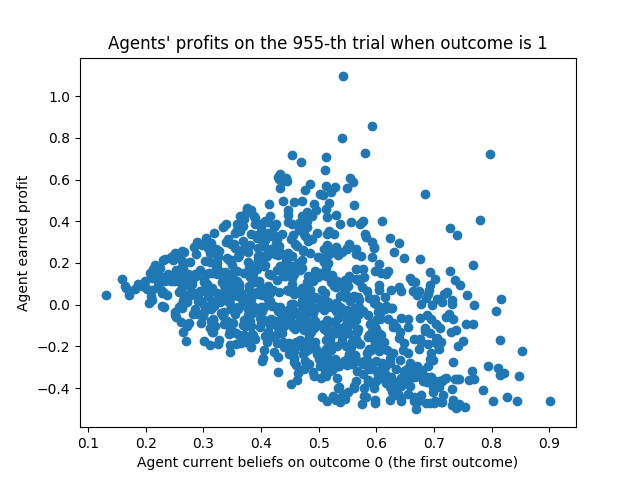 Agents' profits on the 955-th trial when outcome is 1
1.0
0.8
0.6
0.4
0.2
0.0
−0.2
−0.4
Agent earned profit
0.1 0.2 0.3 0.4 0.5 0.6 0.7 0.8 0.9
Agent current beliefs on outcome 0 (the first outcome)